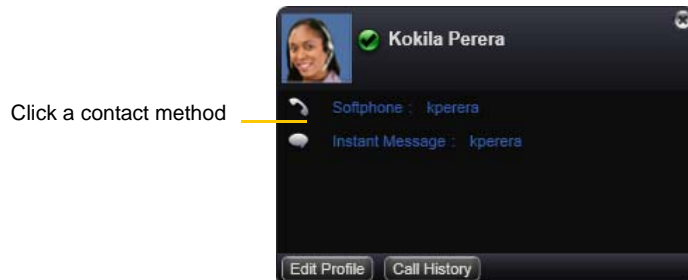 Kokila Perera
Click a contact method
Softphone : kperera
Instant Message : kperera
Edit Profile Call History